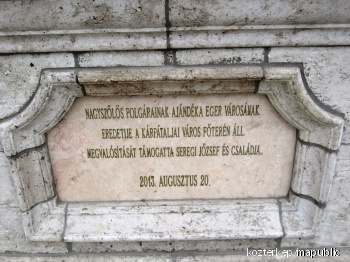 NAGYSZŐLŐS POLGÁRAINAK AJÁNDÉKA EGER VÁROSÁNAK.
EREDETIJE A KÁRPÁTALJAI VÁROS FŐTERÉN ÁLL.
MEGVALÓSÍTÁSÁT TÁMOGATTA SEREGI JÓZSEF ÉS CSALÁDJA.
2013. AUGUSZTUS 20.
kozterkep.mapublic